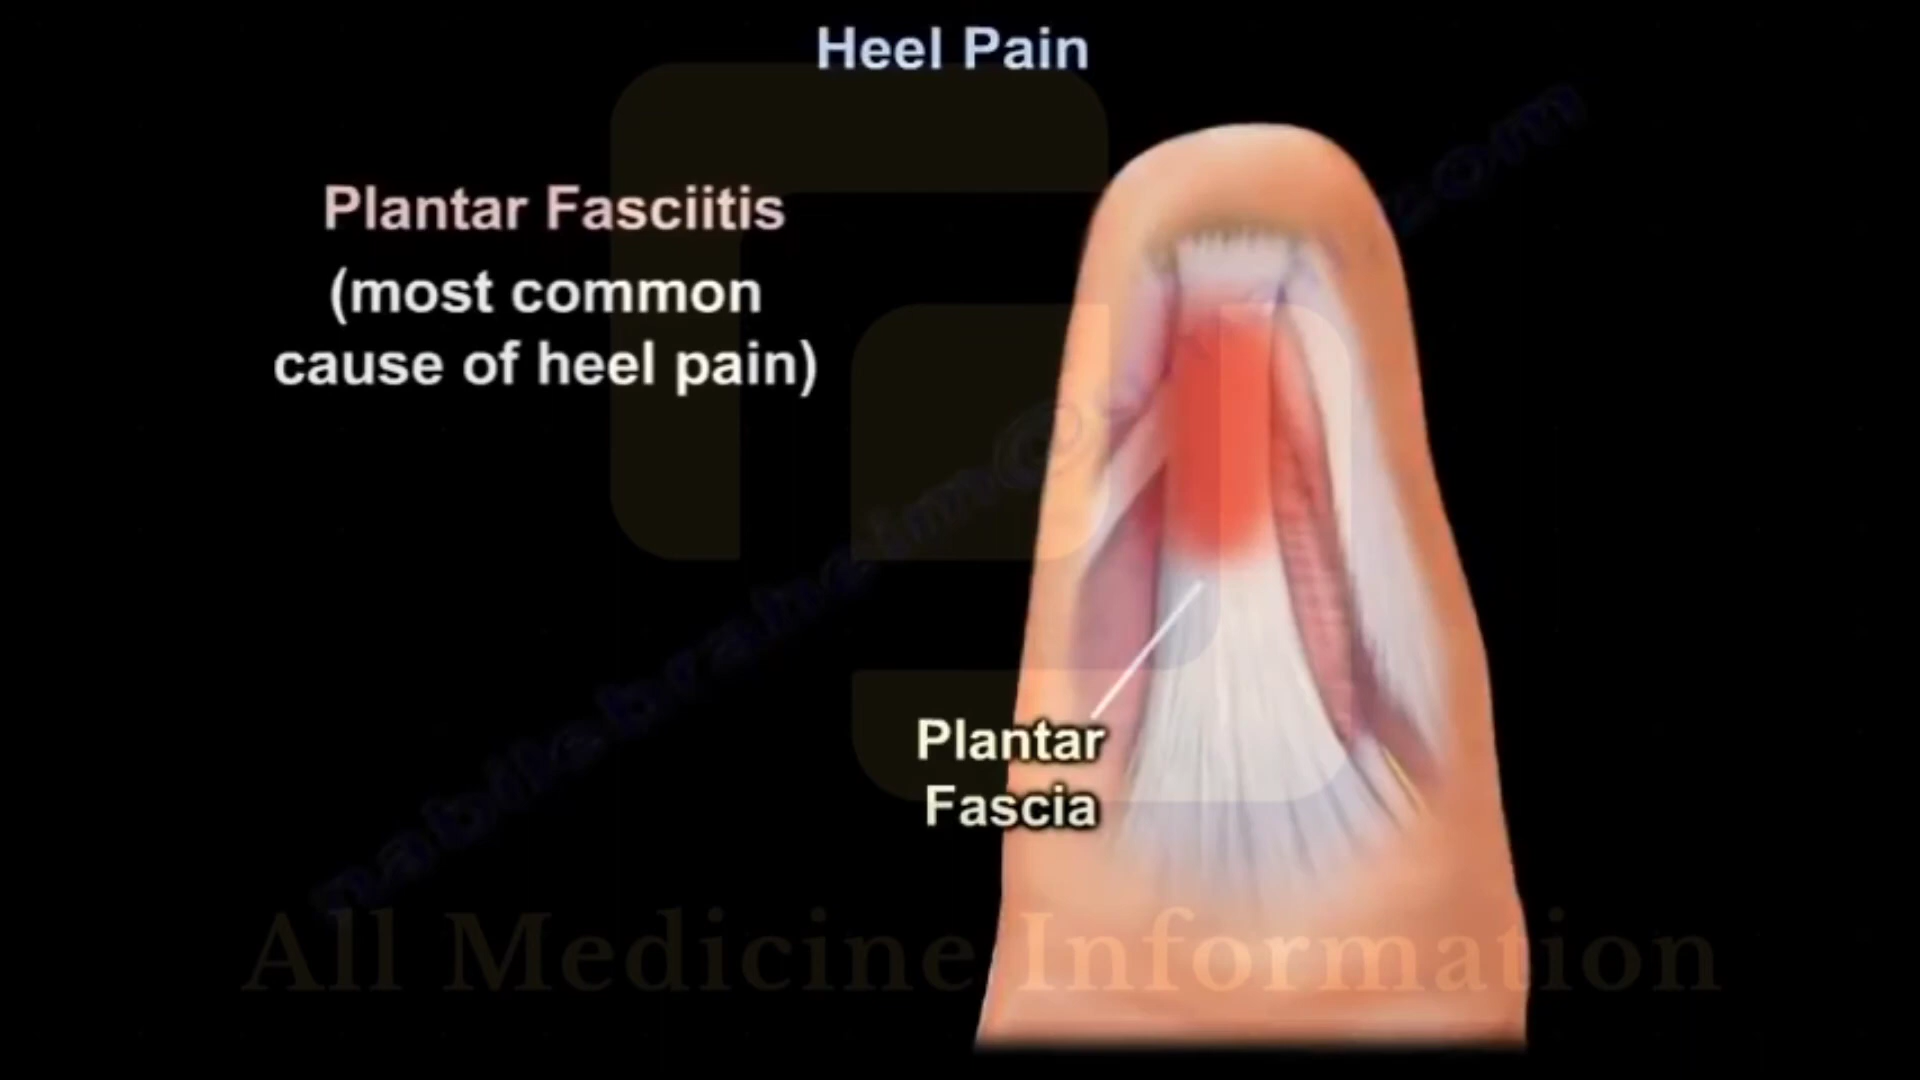 Heel Pain
Plantar Fasciitis
(most common
cause of heel pain)
Plantar
Fascia
All Medicine Information